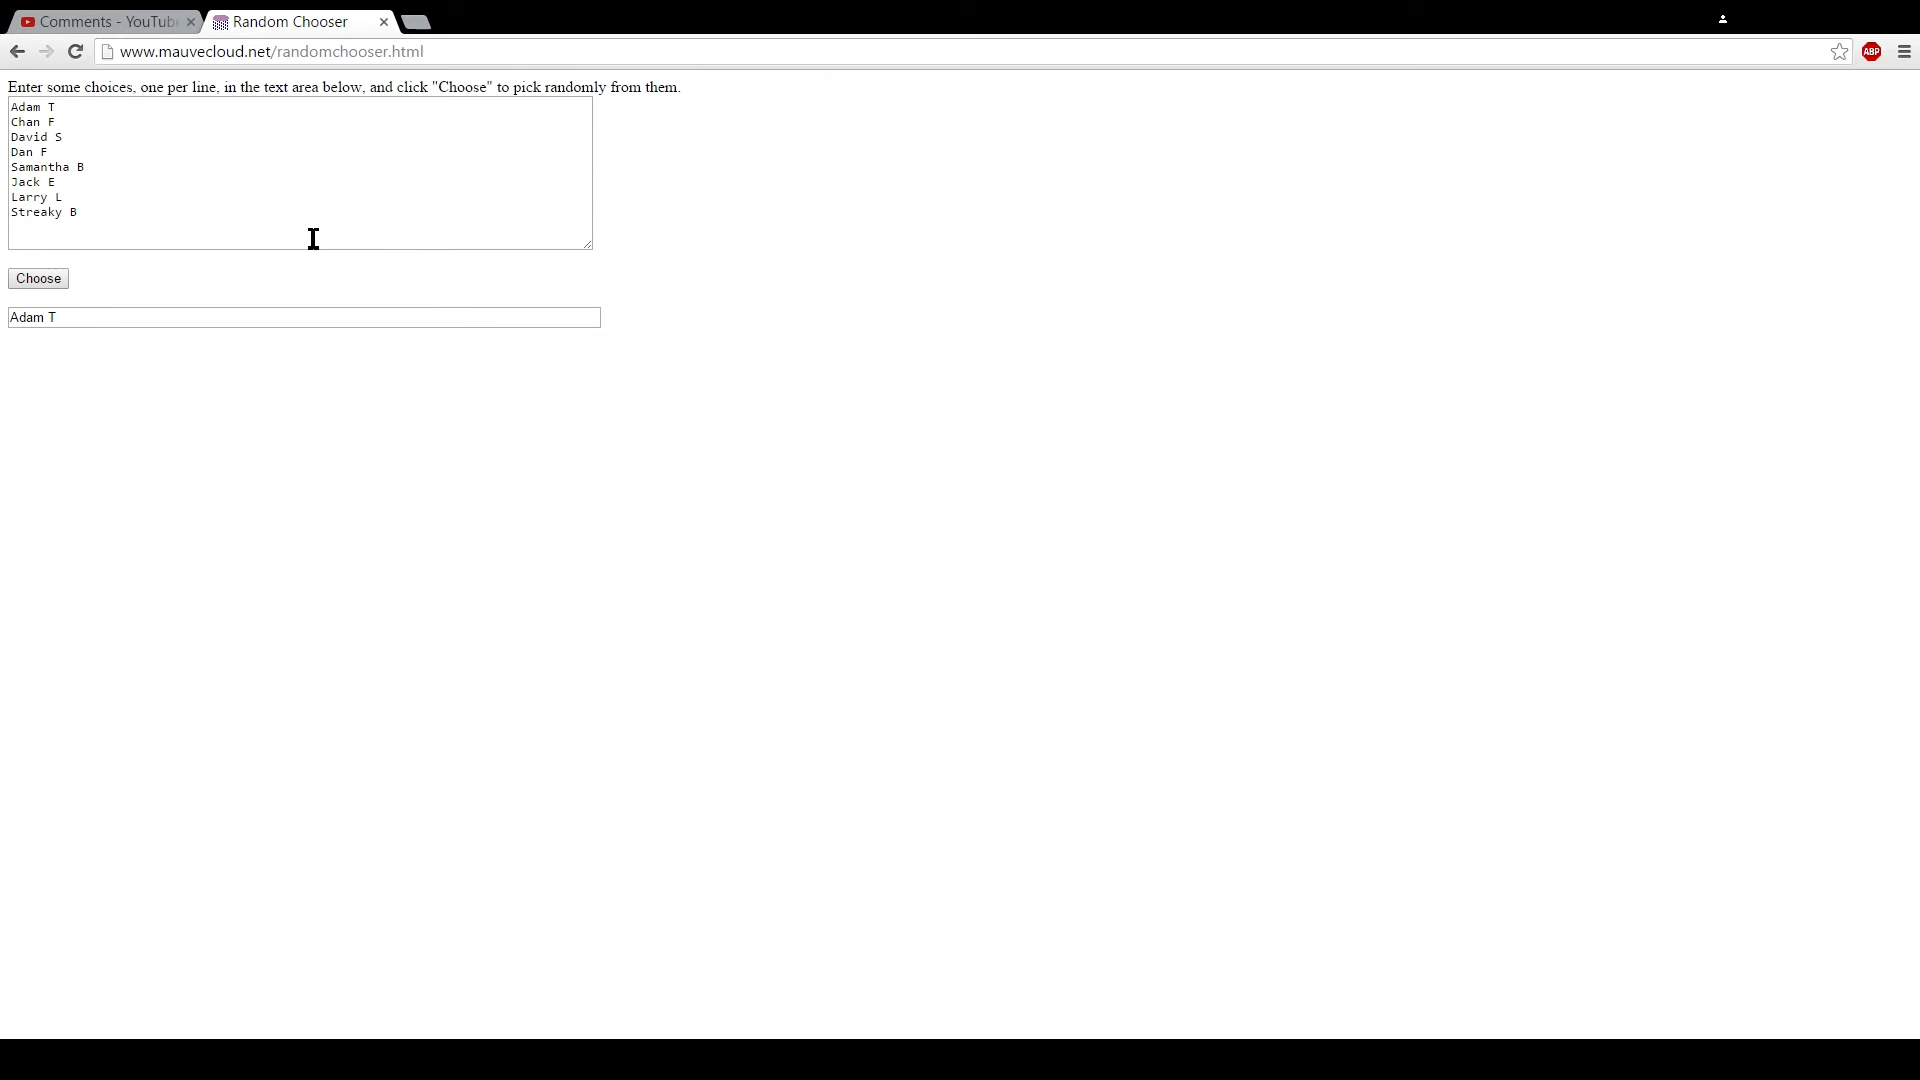 Comments - YouTube
Random Chooser
www.mauvecloud.net/randomchooser.html
ABP
Enter some choices, one per line, in the text area below, and click "Choose" to pick randomly from them.
Adam T
Chan F
David S
Dan F
Samantha B
Jack E
Larry L
Streaky B
Choose
Adam T